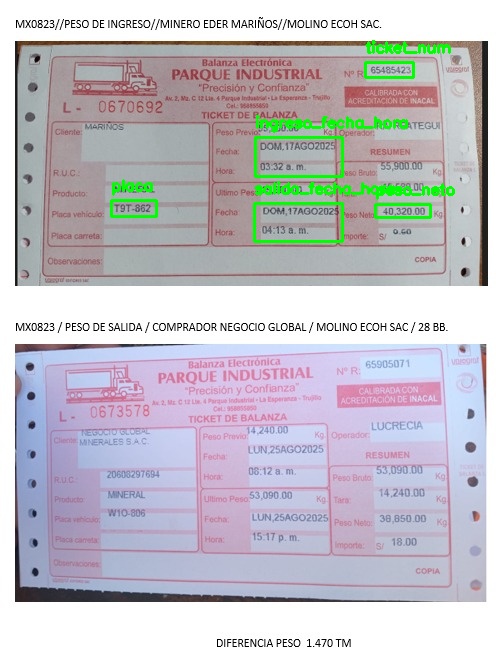 MX0823//PESO DE INGRESO//MINERO EDER MARIÑOS//MOLINO ECOH SAC.
ticket_num
Balanza Electrónica
PARQUE INDUSTRIAL
"Precisión y Confianza"
Av. 2, Mz. C 12 Lte. 4 Parque Industrial - La Esperanza - Trujillo
Cel.: 958895850
Nº R: 65485423
CALIBRADA CON
ACREDITACIÓN DE INACAL
L - 0670692
TICKET DE BALANZA
ingreso_fecha_hora
Cliente: MARIÑOS
Peso Previo: Kg.
Operador:
Fecha: DOM,17AGO2025
RESUMEN
Hora: 03:32 a. m.
Peso Bruto: 55,900.00 Kg.
R.U.C.:
placa
salida_fecha_hora
peso_neto
Producto:
Ultimo Peso
Placa vehículo: T9T-862
Fecha: DOM,17AGO2025
Peso Neto: 40,320.00 Kg.
Placa carreta:
Hora: 04:13 a. m.
Importe: S/ 0.00
Observaciones:
COPIA
MX0823 / PESO DE SALIDA / COMPRADOR NEGOCIO GLOBAL / MOLINO ECOH SAC / 28 BB.
Balanza Electrónica
PARQUE INDUSTRIAL
"Precisión y Confianza"
Av. 2, Mz. C 12 Lte. 4 Parque Industrial - La Esperanza - Trujillo
Cel.: 958895850
Nº R: 65905071
CALIBRADA CON
ACREDITACIÓN DE INACAL
L - 0673578
TICKET DE BALANZA
Cliente: NEGOCIO GLOBAL
MINERALES S.A.C.
Peso Previo: 14,240.00 Kg.
Operador: LUCRECIA
Fecha: LUN,25AGO2025
RESUMEN
R.U.C.: 20608297694
Hora: 08:12 a. m.
Peso Bruto: 53,090.00 Kg.
Producto: MINERAL
Ultimo Peso: 53,090.00 Kg.
Tara: 14,240.00 Kg.
Placa vehículo: W1O-806
Fecha: LUN,25AGO2025
Peso Neto: 38,850.00 Kg.
Placa carreta:
Hora: 15:17 p. m.
Importe: S/ 18.00
Observaciones:
COPIA
DIFERENCIA PESO 1.470 TM